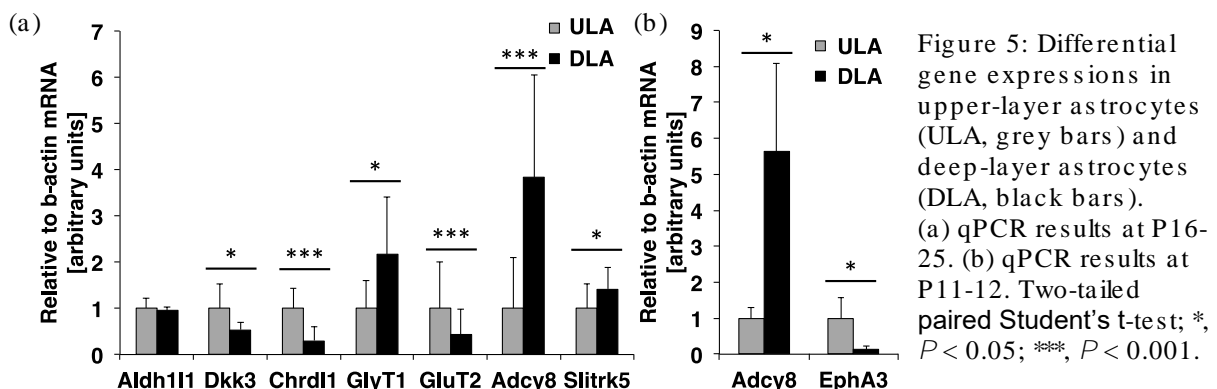 (a)
Relative to b-actin mRNA
[arbitrary units]
7
6
5
4
3
2
1
0
ULA
DLA
*
***
*
***
***
*
Aldh1l1 Dkk3 Chrdl1 GlyT1 GluT2 Adcy8 Slitrk5
(b)
Relative to b-actin mRNA
[arbitrary units]
9
8
7
6
5
4
3
2
1
0
ULA
DLA
*
*
Adcy8 EphA3
Figure 5: Differential
gene expressions in
upper-layer astrocytes
(ULA, grey bars) and
deep-layer astrocytes
(DLA, black bars).
(a) qPCR results at P16-
25. (b) qPCR results at
P11-12. Two-tailed
paired Student's t-test; *,
P < 0.05; ***, P < 0.001.